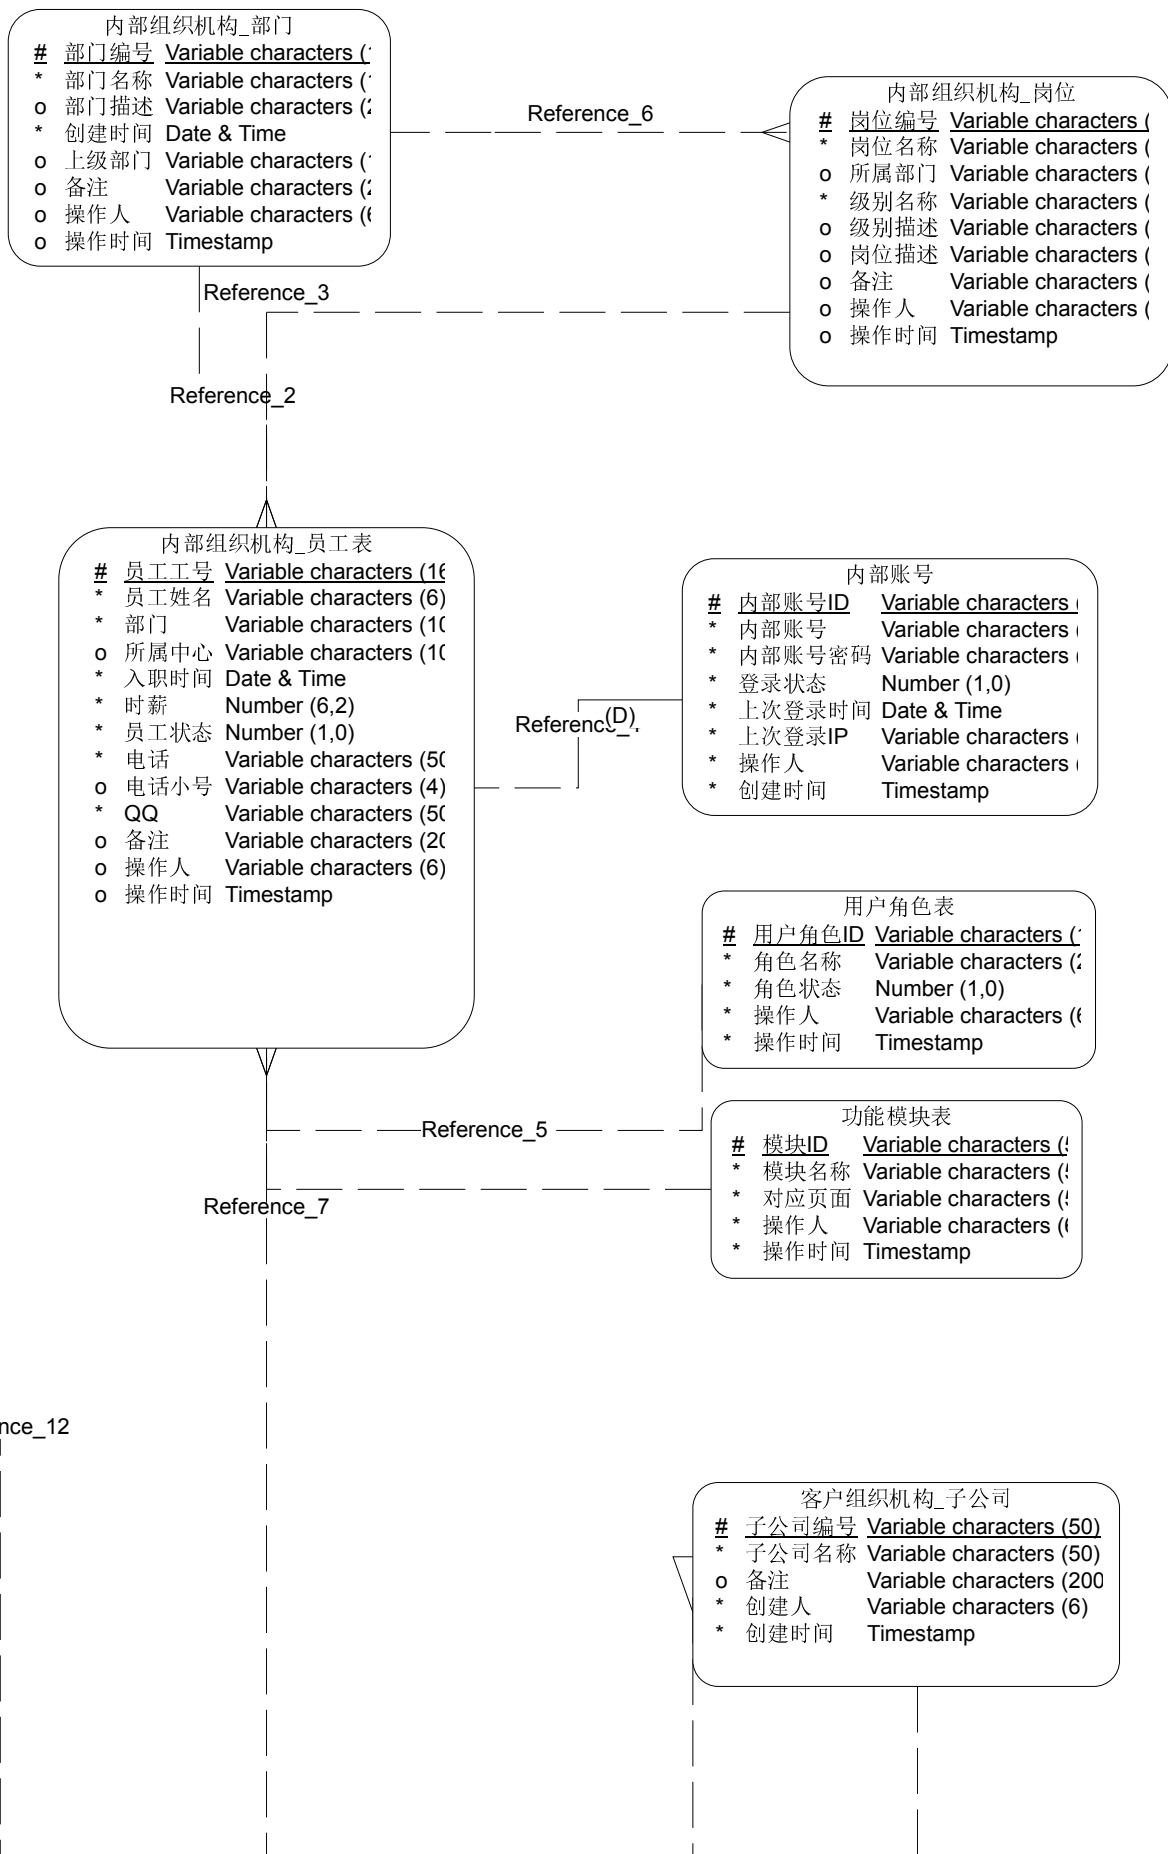 内部组织机构_部门
# 部门编号 Variable characters (1
* 部门名称 Variable characters (1
o 部门描述 Variable characters (2
* 创建时间 Date & Time
o 上级部门 Variable characters (1
o 备注 Variable characters (2
o 操作人 Variable characters (6
o 操作时间 Timestamp
Reference_6
内部组织机构_岗位
# 岗位编号 Variable characters (
* 岗位名称 Variable characters (
o 所属部门 Variable characters (
* 级别名称 Variable characters (
o 级别描述 Variable characters (
o 岗位描述 Variable characters (
o 备注 Variable characters (
o 操作人 Variable characters (
o 操作时间 Timestamp
Reference_3
Reference_2
内部组织机构_员工表
# 员工工号 Variable characters (16
* 员工姓名 Variable characters (6)
* 部门 Variable characters (10
o 所属中心 Variable characters (10
* 入职时间 Date & Time
* 时薪 Number (6,2)
* 员工状态 Number (1,0)
* 电话 Variable characters (50
o 电话小号 Variable characters (4)
* QQ Variable characters (50
o 备注 Variable characters (20
o 操作人 Variable characters (6)
o 操作时间 Timestamp
(D)
内部账号
# 内部账号ID Variable characters (
* 内部账号 Variable characters (
* 内部账号密码 Variable characters (
* 登录状态 Number (1,0)
* 上次登录时间 Date & Time
* 上次登录IP Variable characters (
* 操作人 Variable characters (
* 创建时间 Timestamp
用户角色表
# 用户角色ID Variable characters (1
* 角色名称 Variable characters (2
* 角色状态 Number (1,0)
* 操作人 Variable characters (6
* 操作时间 Timestamp
Reference_5
功能模块表
# 模块ID Variable characters (5
* 模块名称 Variable characters (5
* 对应页面 Variable characters (5
* 操作人 Variable characters (6
* 操作时间 Timestamp
Reference_7
nce_12
客户组织机构_子公司
# 子公司编号 Variable characters (50)
* 子公司名称 Variable characters (50)
o 备注 Variable characters (200
* 创建人 Variable characters (6)
* 创建时间 Timestamp